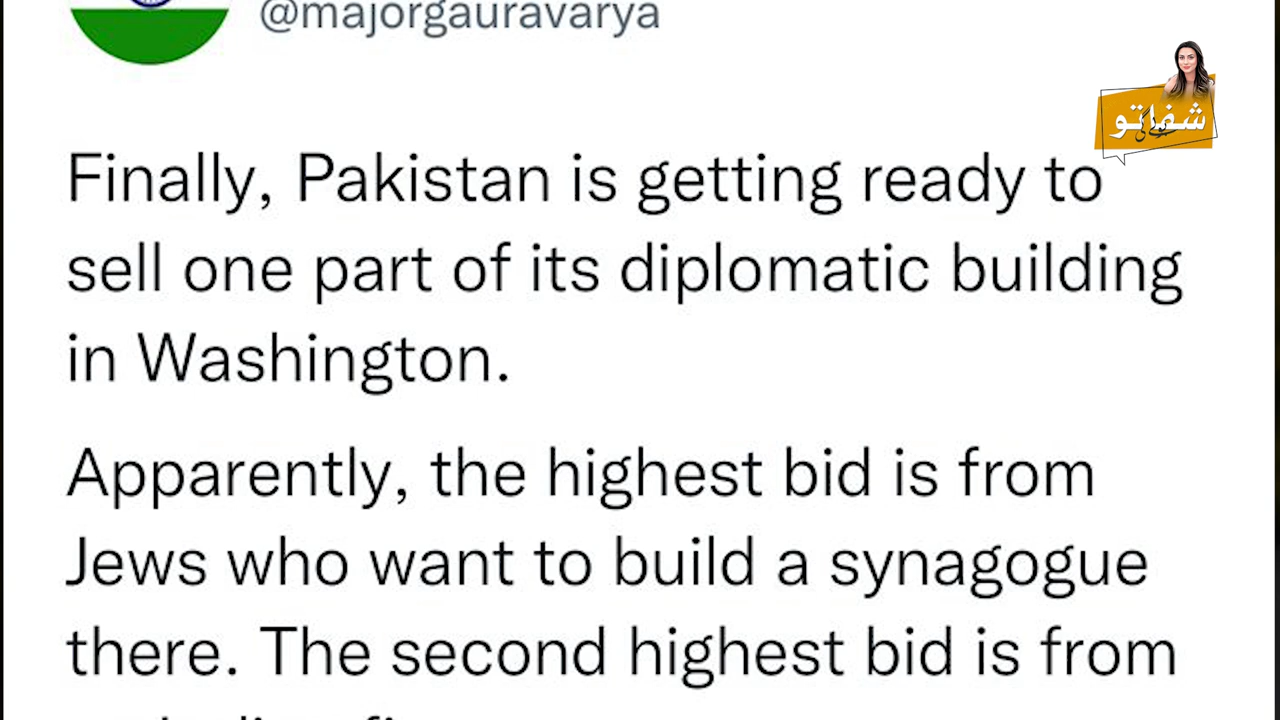 @majorgauravarya
شفاتو
Finally, Pakistan is getting ready to
sell one part of its diplomatic building
in Washington.
Apparently, the highest bid is from
Jews who want to build a synagogue
there. The second highest bid is from